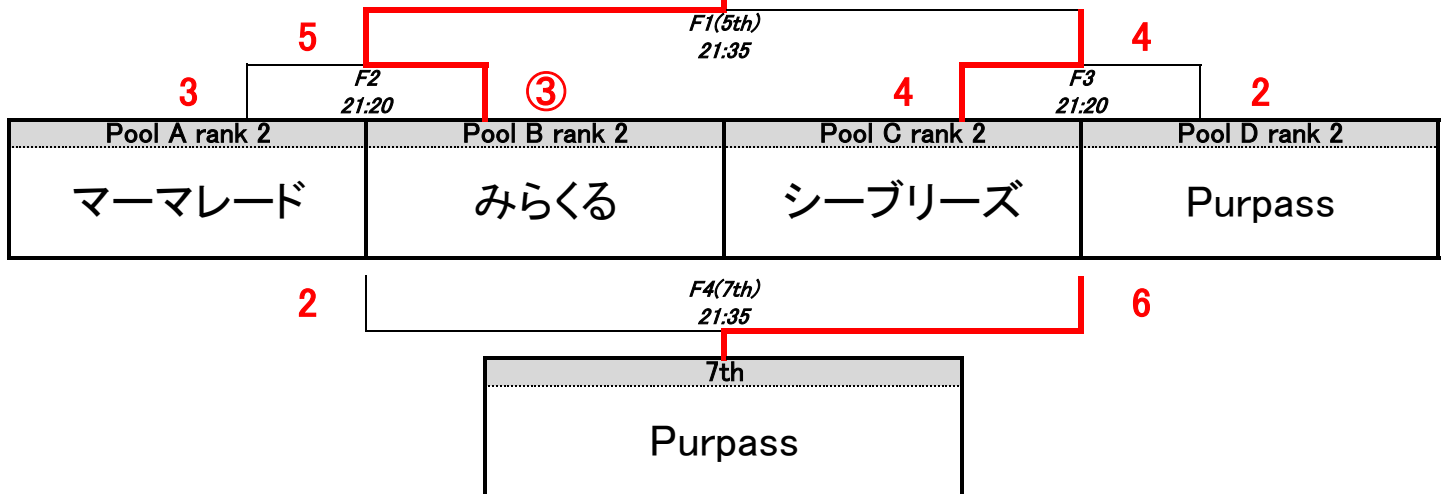 F1(5th)
5 4
21:35
F2 F3
3 ③ 4 2
21:20 21:20
Pool A rank 2 Pool B rank 2 Pool C rank 2 Pool D rank 2
マーマレード みらくる シーブリーズ Purpass
F4(7th)
2 6
21:35
7th
Purpass